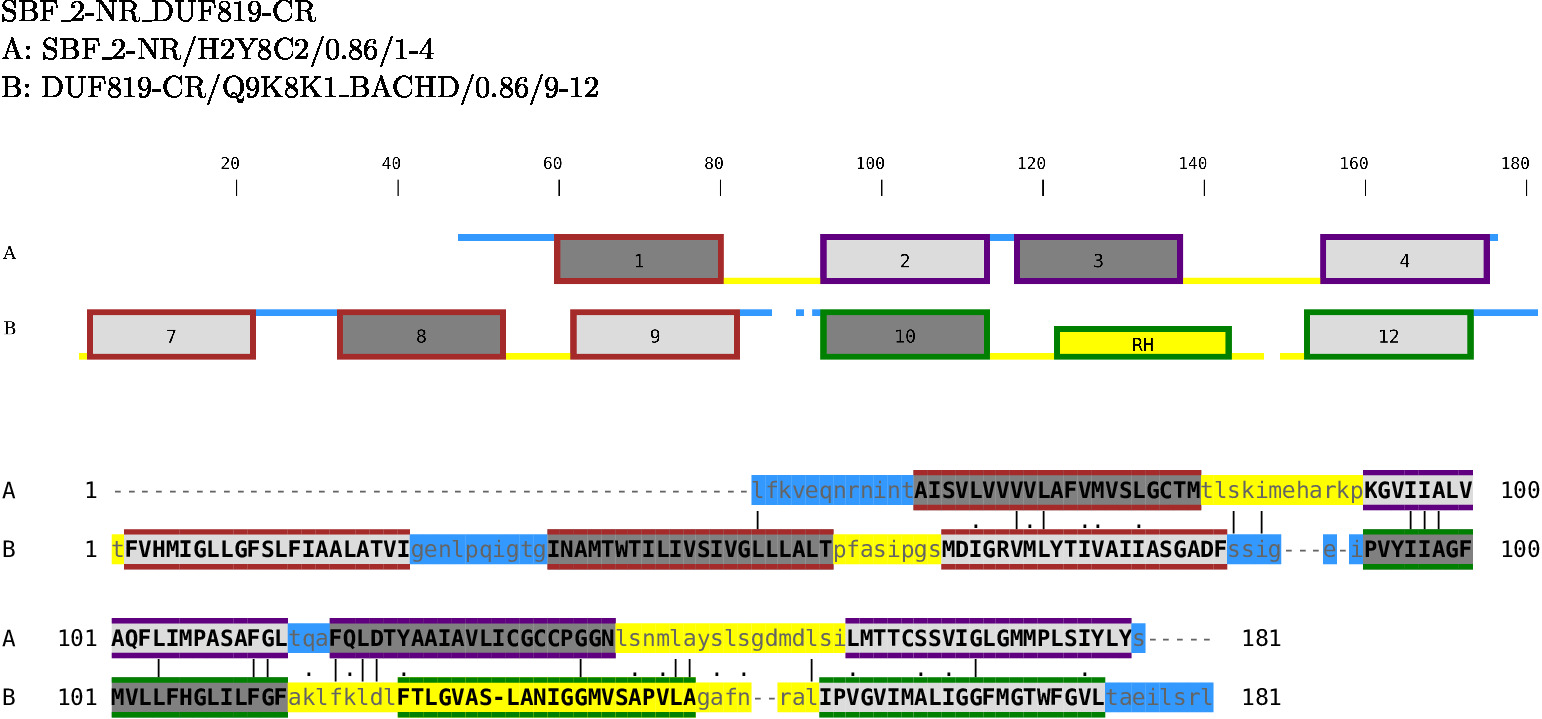 SBF_2-NR_DUF819-CR
A: SBF_2-NR/H2Y8C2/0.86/1-4
B: DUF819-CR/Q9K8K1_BACHD/0.86/9-12
20 40 60 80 100 120 140 160 180
A 1 2 3 4
B 7 8 9 10 RH 12
A 1 -----------------------------------------------lfkveqnrnintAISVLVVVVLAFVMVSLGCTMtlskimeharkpKGVIIALV 100
B 1 tFVHMIGLLGFSLFIAALATVIgenlpqigtgINAMTWTILIVSIVGLLLALTpfasipgsMDIGRVMLYTIVAIIASGADFssig---e-iPVYIIAGF 100
A 101 AQFLIMPASAFGLtqaFQLDTYAAIAVLICGCCPGGNlsnmlayslsgdmdlsiLMTTCSSVIGLGMMPLSIYLYs----- 181
B 101 MVLLFHGLILFGFaklfkldlFTLGVAS-LANIGGMVSAPVLAgafn--ralIPVGVIMALIGGFMGTWFGVLtaeilsrl 181